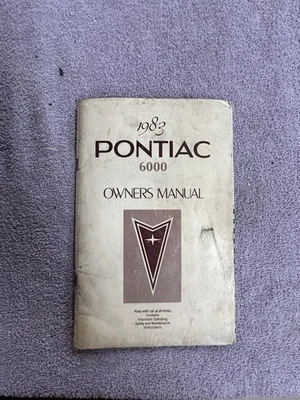 1983
PONTIAC
6000
OWNERS MANUAL
Keep with car at all times.
Contains
Important Operating
Safety and Maintenance
Instructions.